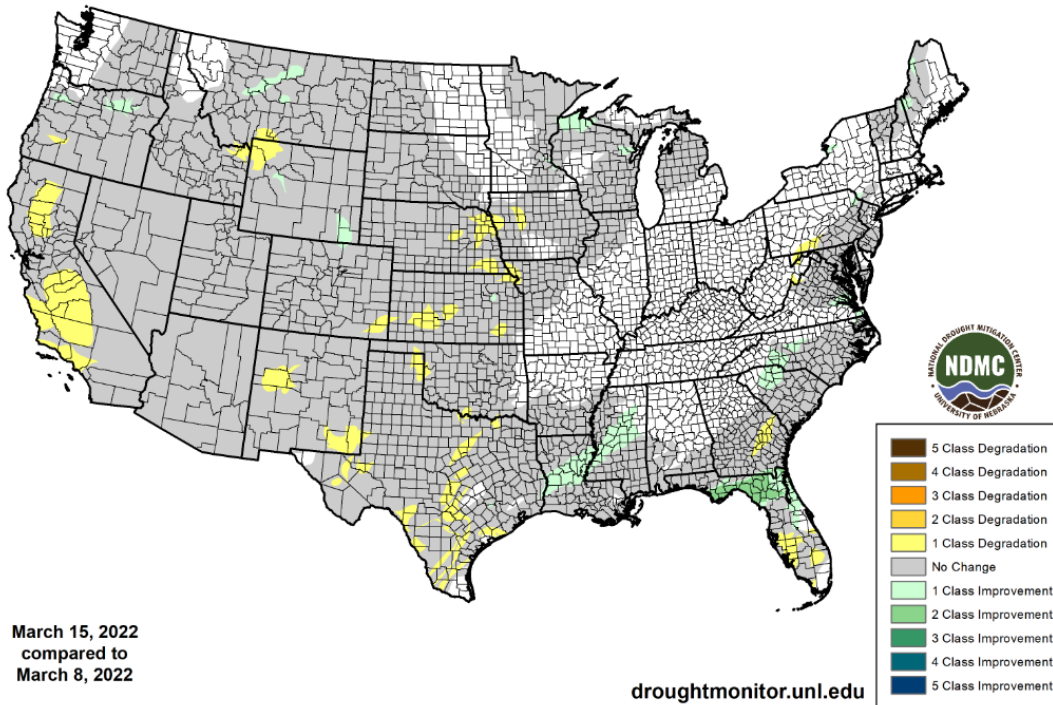 NATIONAL DROUGHT MITIGATION CENTER
NDMC
UNIVERSITY OF NEBRASKA
5 Class Degradation
4 Class Degradation
3 Class Degradation
2 Class Degradation
1 Class Degradation
No Change
1 Class Improvement
2 Class Improvement
3 Class Improvement
4 Class Improvement
5 Class Improvement
March 15, 2022
compared to
March 8, 2022
droughtmonitor.unl.edu